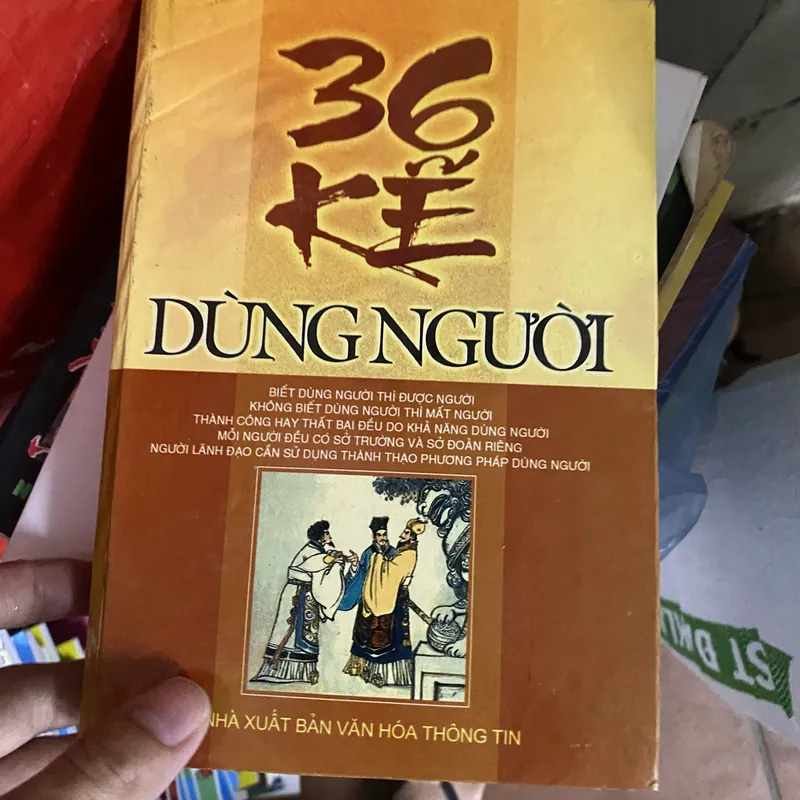 36
KẾ
DÙNG NGƯỜI
BIẾT DÙNG NGƯỜI THÌ ĐƯỢC NGƯỜI
KHÔNG BIẾT DÙNG NGƯỜI THÌ MẤT NGƯỜI
THÀNH CÔNG HAY THẤT BẠI ĐỀU DO KHẢ NĂNG DÙNG NGƯỜI
MỖI NGƯỜI ĐỀU CÓ SỞ TRƯỜNG VÀ SỞ ĐOẢN RIÊNG
NGƯỜI LÃNH ĐẠO CẦN SỬ DỤNG THÀNH THẠO PHƯƠNG PHÁP DÙNG NGƯỜI
NHÀ XUẤT BẢN VĂN HÓA THÔNG TIN